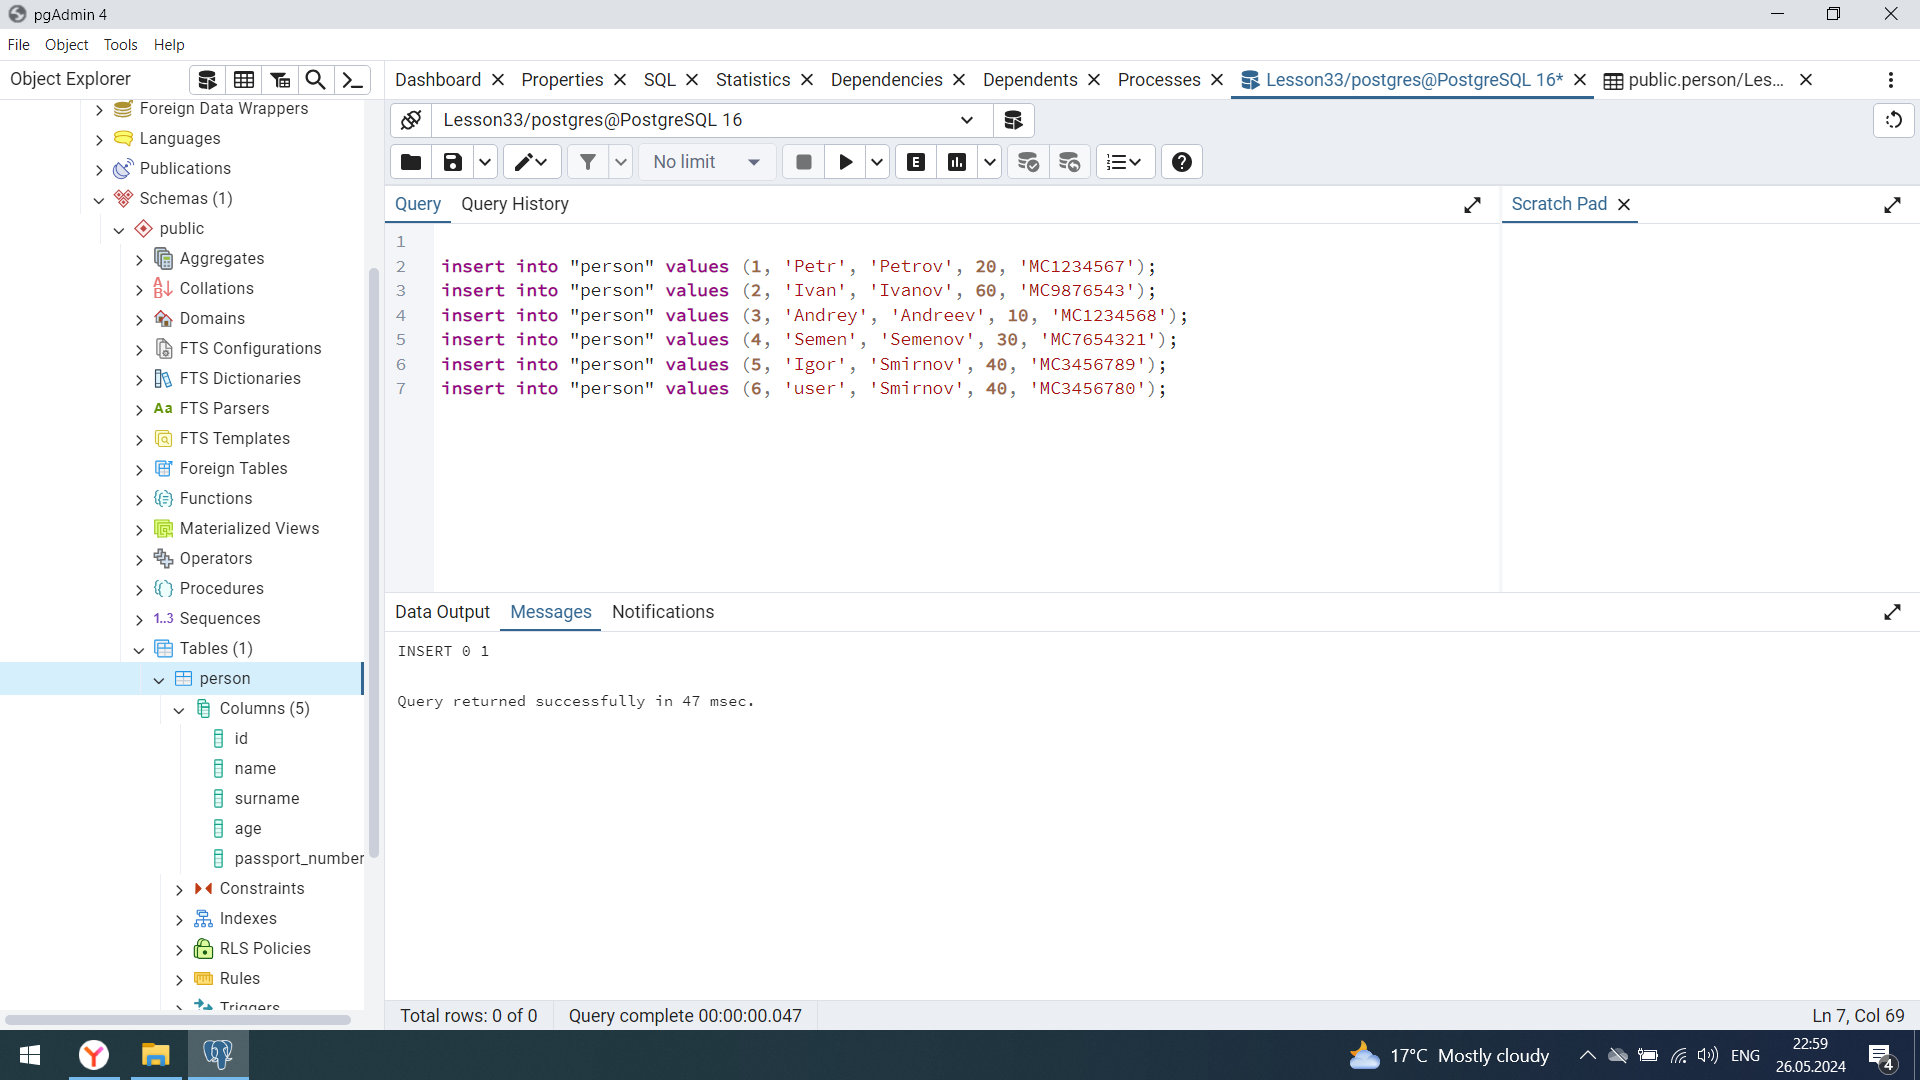 pgAdmin 4
File Object Tools Help
Object Explorer
Dashboard Properties SQL Statistics Dependencies Dependents Processes Lesson33/postgres@PostgreSQL 16* public.person/Les...
Lesson33/postgres@PostgreSQL 16
No limit
Query Query History
Scratch Pad
1
2 insert into "person" values (1, 'Petr', 'Petrov', 20, 'MC1234567');
3 insert into "person" values (2, 'Ivan', 'Ivanov', 60, 'MC9876543');
4 insert into "person" values (3, 'Andrey', 'Andreev', 10, 'MC1234568');
5 insert into "person" values (4, 'Semen', 'Semenov', 30, 'MC7654321');
6 insert into "person" values (5, 'Igor', 'Smirnov', 40, 'MC3456789');
7 insert into "person" values (6, 'user', 'Smirnov', 40, 'MC3456780');
Foreign Data Wrappers
Languages
Publications
Schemas (1)
public
Aggregates
Collations
Domains
FTS Configurations
FTS Dictionaries
Aa FTS Parsers
FTS Templates
Foreign Tables
Functions
Materialized Views
Operators
Procedures
1..3 Sequences
Tables (1)
person
Columns (5)
id
name
surname
age
passport_number
Constraints
Indexes
RLS Policies
Rules
Triggers
Data Output Messages Notifications
INSERT 0 1
Query returned successfully in 47 msec.
Total rows: 0 of 0 Query complete 00:00:00.047 Ln 7, Col 69
17°C Mostly cloudy ENG
22:59
26.05.2024
4